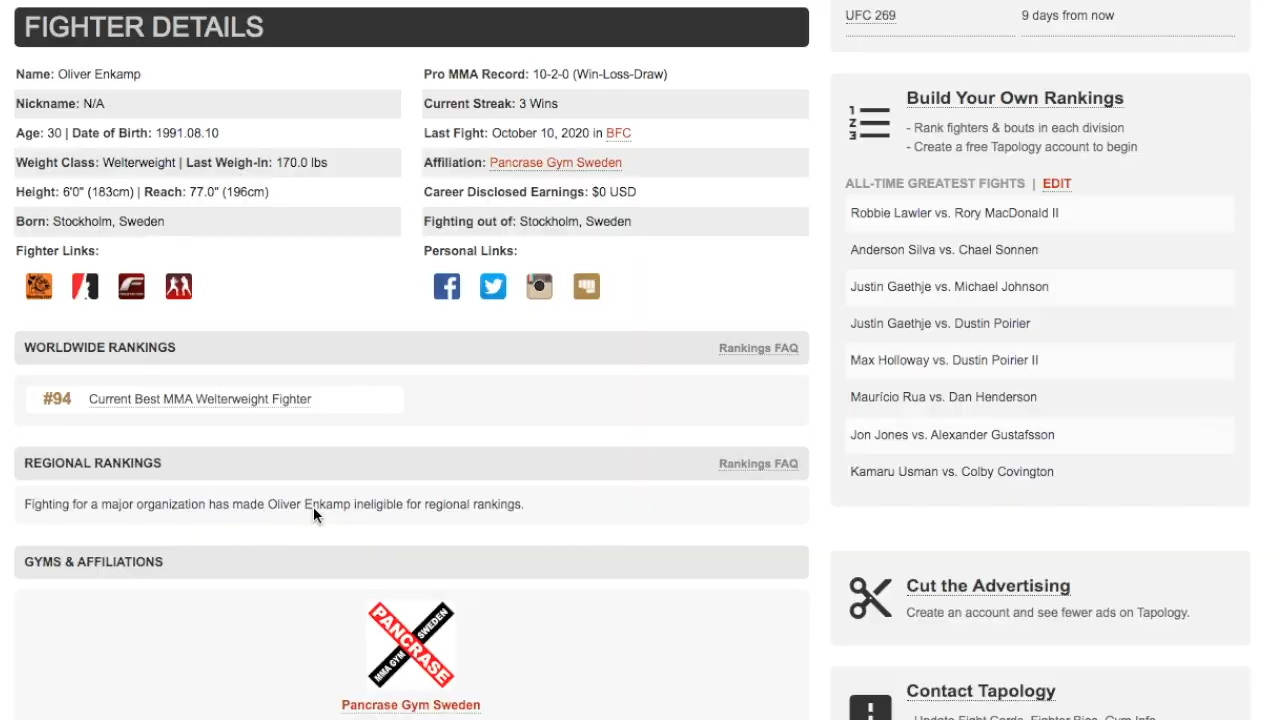 FIGHTER DETAILS
Name: Oliver Enkamp
Nickname: N/A
Age: 30 | Date of Birth: 1991.08.10
Weight Class: Welterweight | Last Weigh-In: 170.0 lbs
Height: 6'0" (183cm) | Reach: 77.0" (196cm)
Born: Stockholm, Sweden
Fighter Links:
Pro MMA Record: 10-2-0 (Win-Loss-Draw)
Current Streak: 3 Wins
Last Fight: October 10, 2020 in BFC
Affiliation: Pancrase Gym Sweden
Career Disclosed Earnings: $0 USD
Fighting out of: Stockholm, Sweden
Personal Links:
WORLDWIDE RANKINGS
Rankings FAQ
#94 Current Best MMA Welterweight Fighter
REGIONAL RANKINGS
Rankings FAQ
Fighting for a major organization has made Oliver Enkamp ineligible for regional rankings.
GYMS & AFFILIATIONS
PANCRASE
SWEDEN
MMA GYM
Pancrase Gym Sweden
UFC 269 9 days from now
1
2
3
Build Your Own Rankings
- Rank fighters & bouts in each division
- Create a free Tapology account to begin
ALL-TIME GREATEST FIGHTS | EDIT
Robbie Lawler vs. Rory MacDonald II
Anderson Silva vs. Chael Sonnen
Justin Gaethje vs. Michael Johnson
Justin Gaethje vs. Dustin Poirier
Max Holloway vs. Dustin Poirier II
Maurício Rua vs. Dan Henderson
Jon Jones vs. Alexander Gustafsson
Kamaru Usman vs. Colby Covington
Cut the Advertising
Create an account and see fewer ads on Tapology.
Contact Tapology
- Update Fight Cards, Fighter Bios, Gym Info